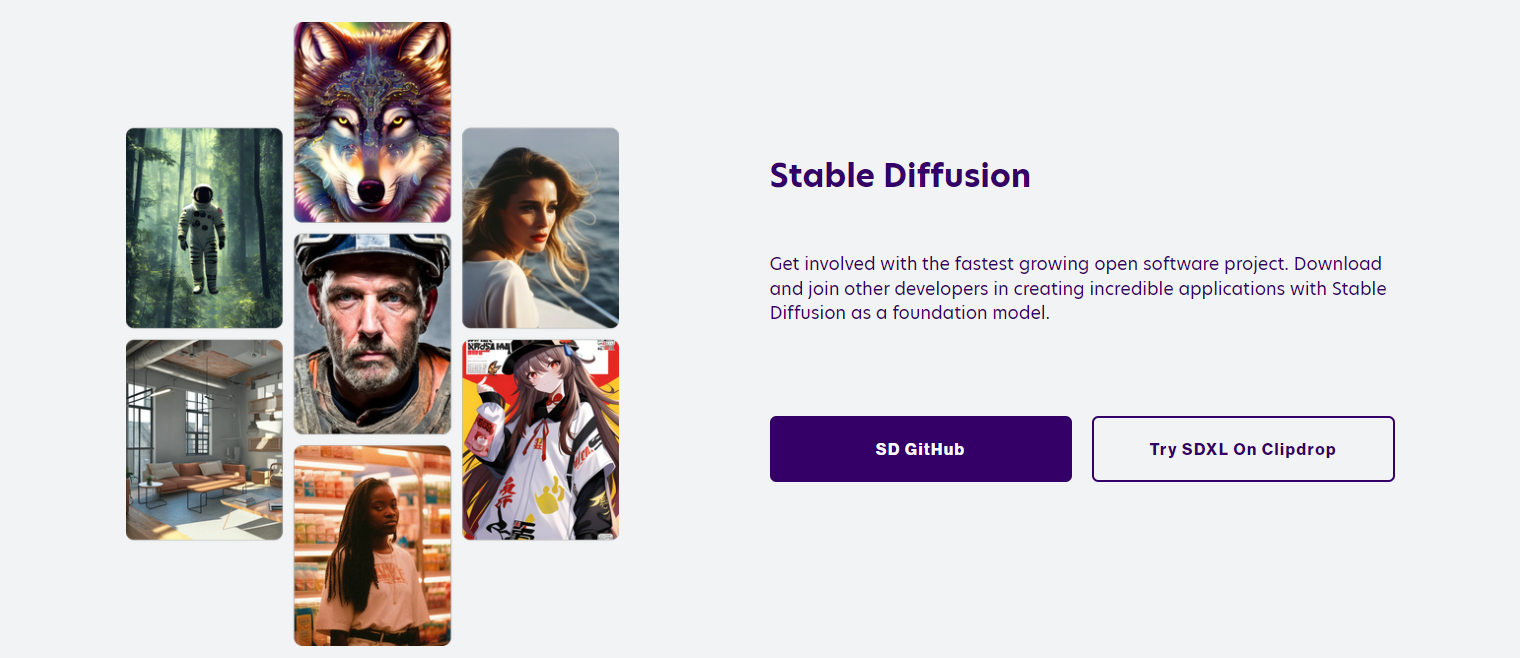 Stable Diffusion
Get involved with the fastest growing open software project. Download
and join other developers in creating incredible applications with Stable
Diffusion as a foundation model.
SD GitHub
Try SDXL On Clipdrop